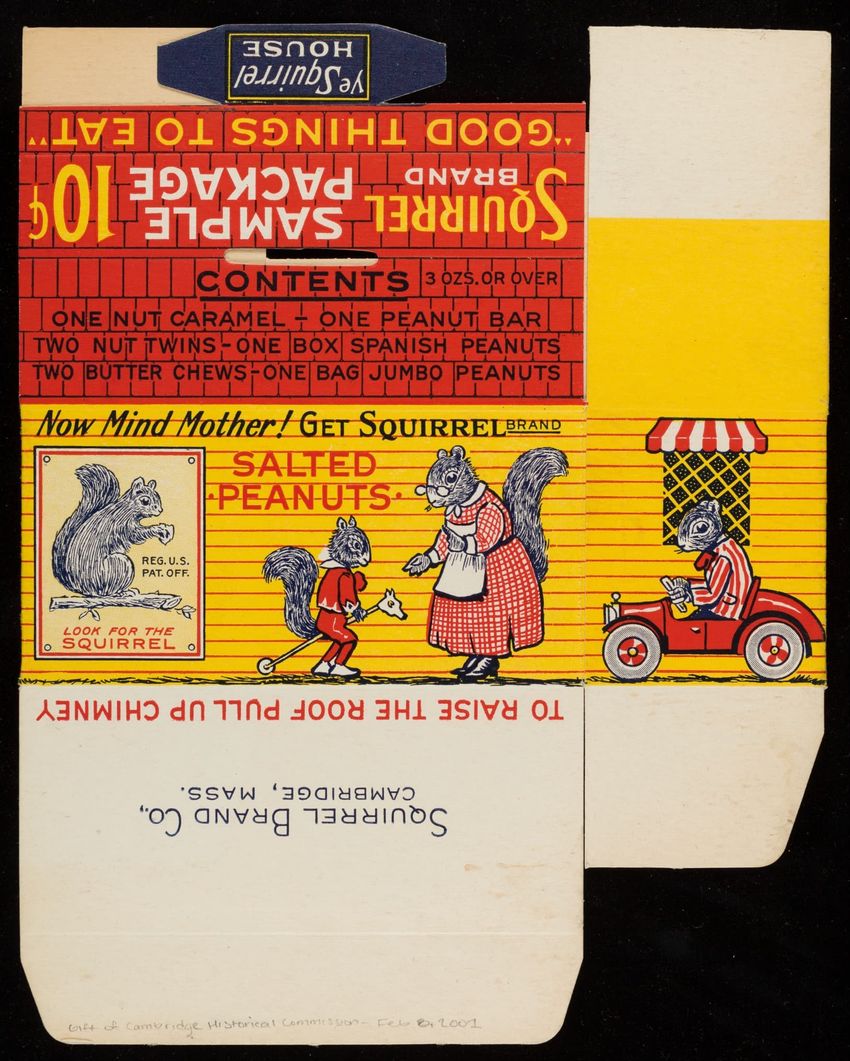 Ye Squirrel
HOUSE
"GOOD THINGS TO EAT"
SQUIRREL BRAND SAMPLE PACKAGE 10¢
CONTENTS 3 OZS. OR OVER
ONE NUT CARAMEL - ONE PEANUT BAR
TWO NUT TWINS - ONE BOX SPANISH PEANUTS
TWO BUTTER CHEWS - ONE BAG JUMBO PEANUTS
Now Mind Mother! GET SQUIRREL BRAND
SALTED
PEANUTS
REG. U.S.
PAT. OFF.
LOOK FOR THE
SQUIRREL
TO RAISE THE ROOF PULL UP CHIMNEY
SQUIRREL BRAND CO.,
CAMBRIDGE, MASS.
Gift of Cambridge Historical Commission - Feb 8, 2001